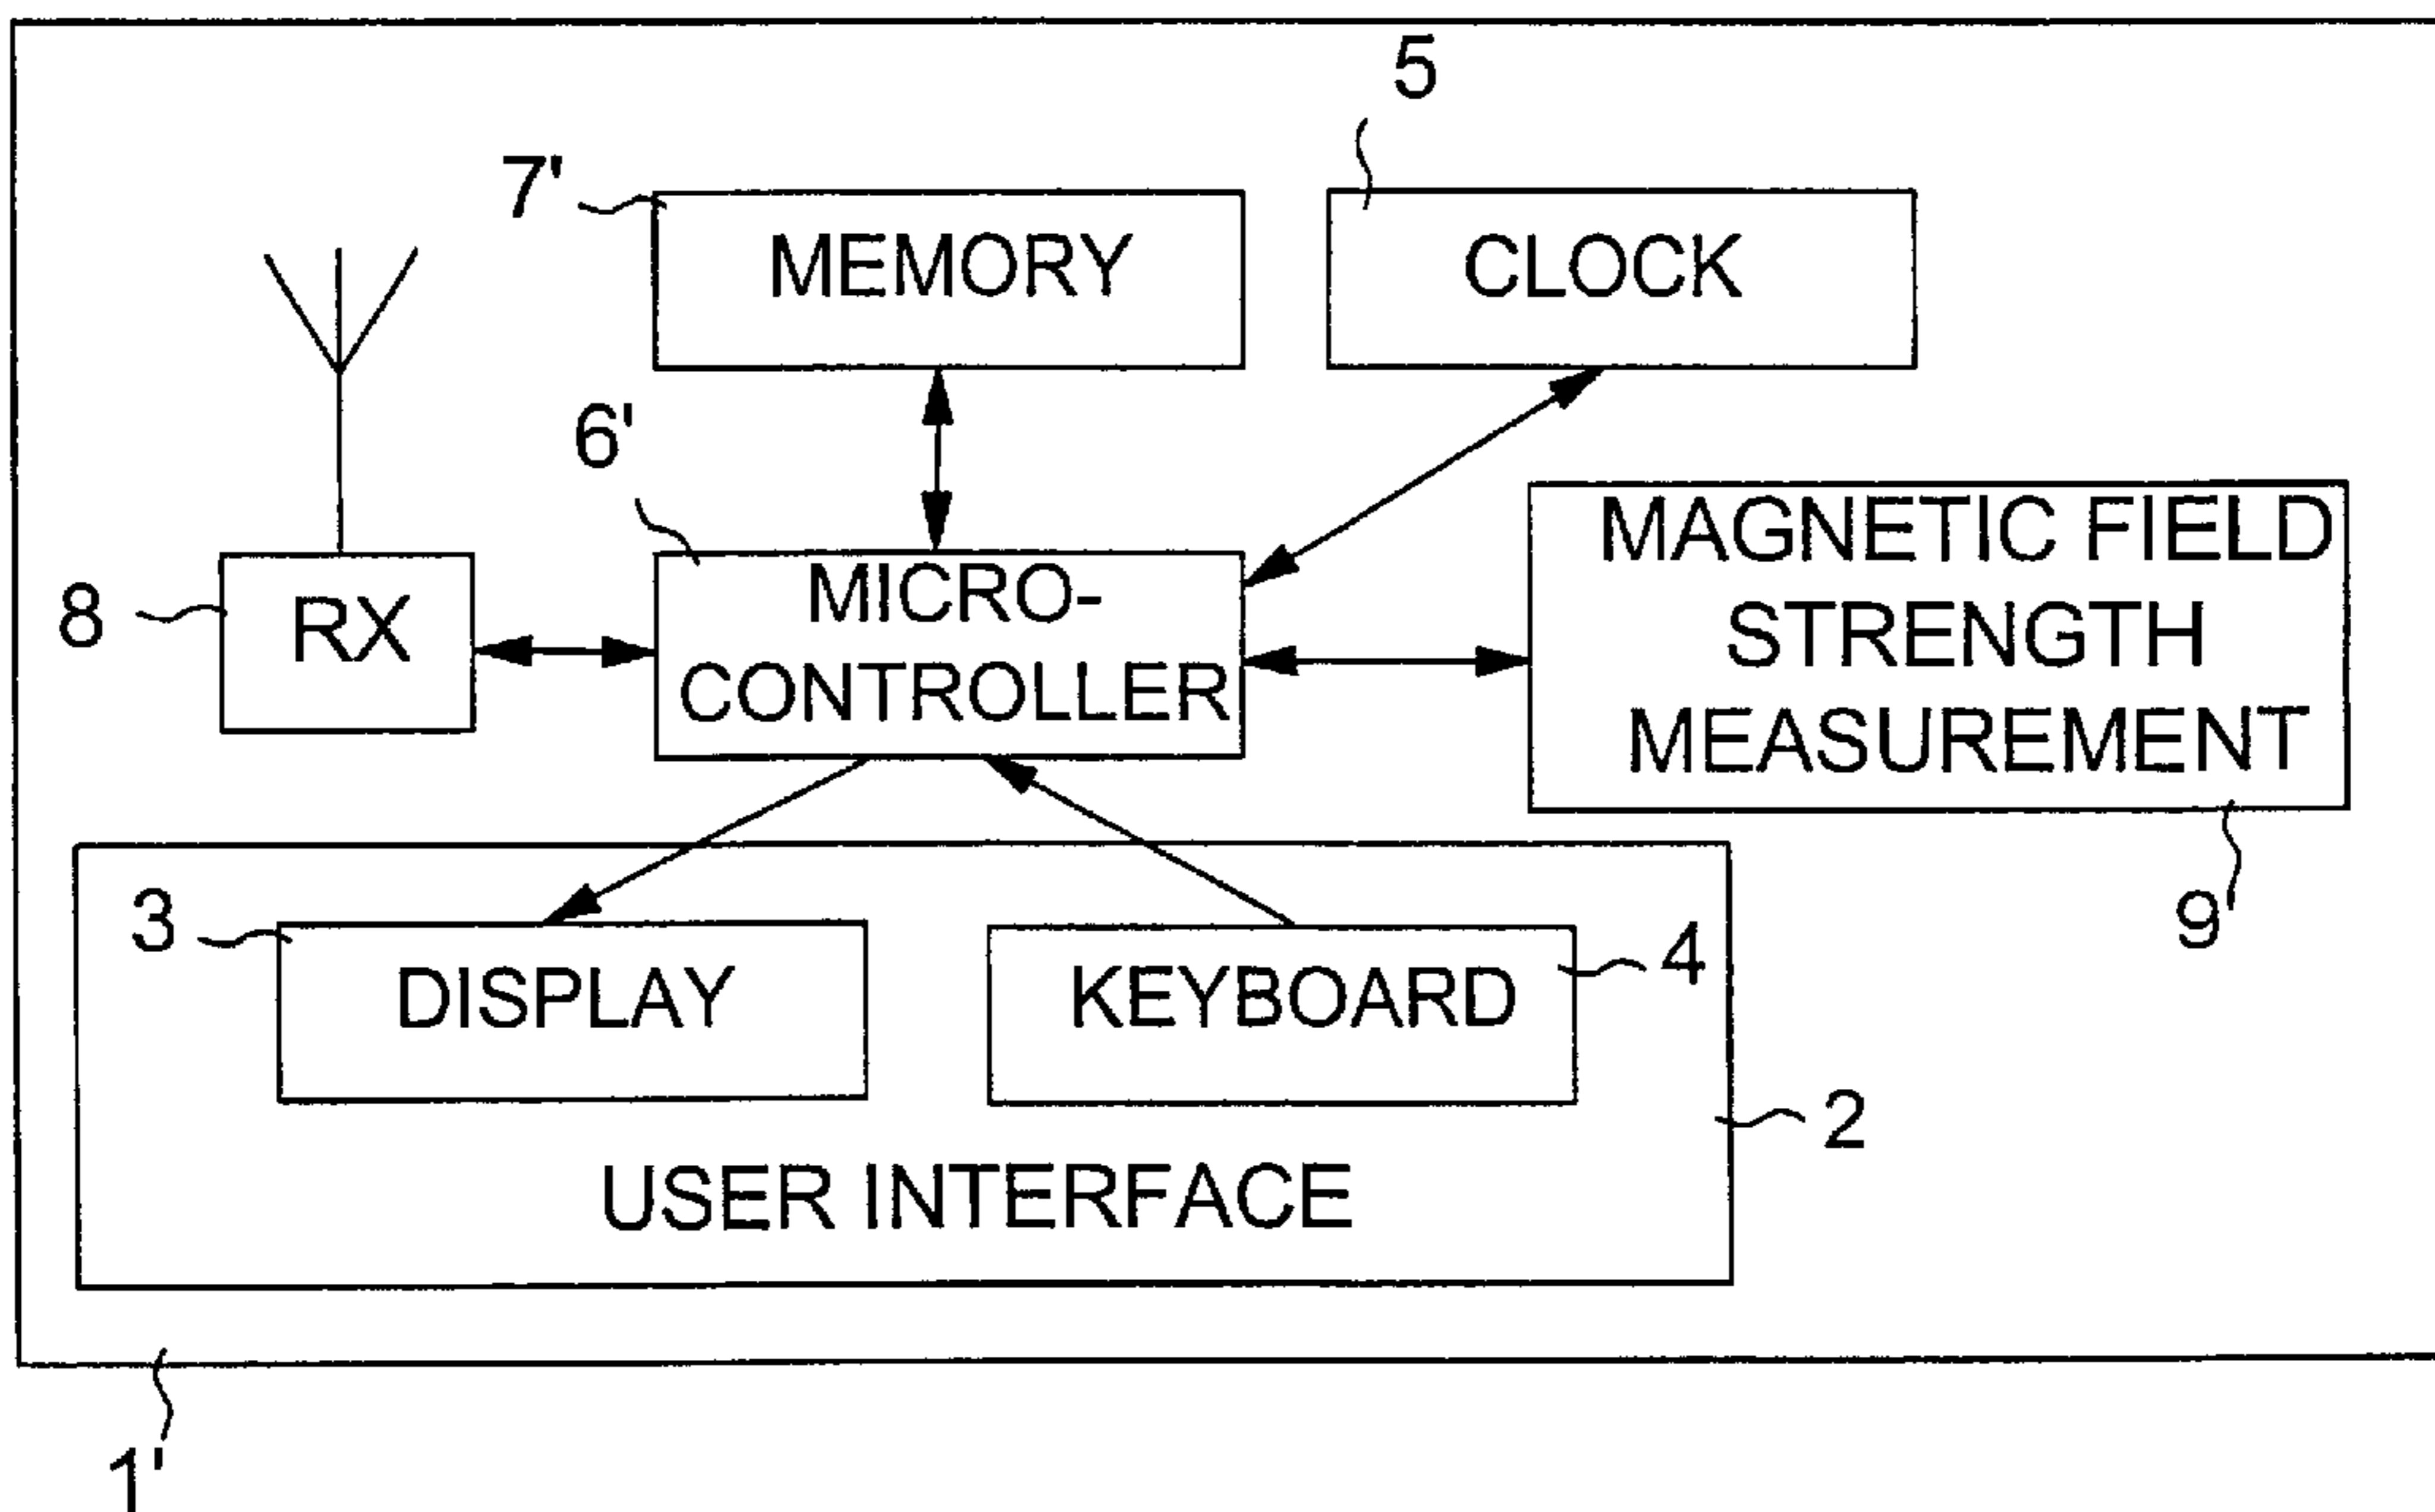 5
7'
MEMORY
CLOCK
6'
MAGNETIC FIELD
STRENGTH
MEASUREMENT
8
RX
MICRO-
CONTROLLER
9'
3
DISPLAY
KEYBOARD
4
2
USER INTERFACE
1'